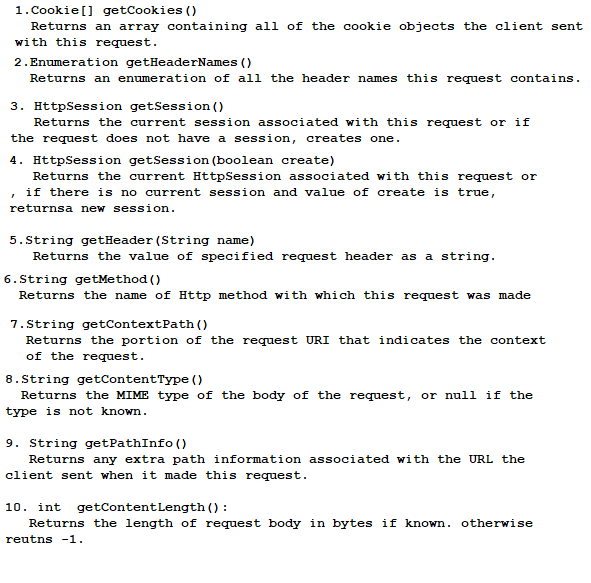 1.Cookie[] getCookies()
Returns an array containing all of the cookie objects the client sent
with this request.
2.Enumeration getHeaderNames()
Returns an enumeration of all the header names this request contains.
3. HttpSession getSession()
Returns the current session associated with this request or if
the request does not have a session, creates one.
4. HttpSession getSession(boolean create)
Returns the current HttpSession associated with this request or
, if there is no current session and value of create is true,
returnsa new session.
5.String getHeader(String name)
Returns the value of specified request header as a string.
6.String getMethod()
Returns the name of Http method with which this request was made
7.String getContextPath()
Returns the portion of the request URI that indicates the context
of the request.
8.String getContentType()
Returns the MIME type of the body of the request, or null if the
type is not known.
9. String getPathInfo()
Returns any extra path information associated with the URL the
client sent when it made this request.
10. int  getContentLength():
Returns the length of request body in bytes if known. otherwise
reutns -1.